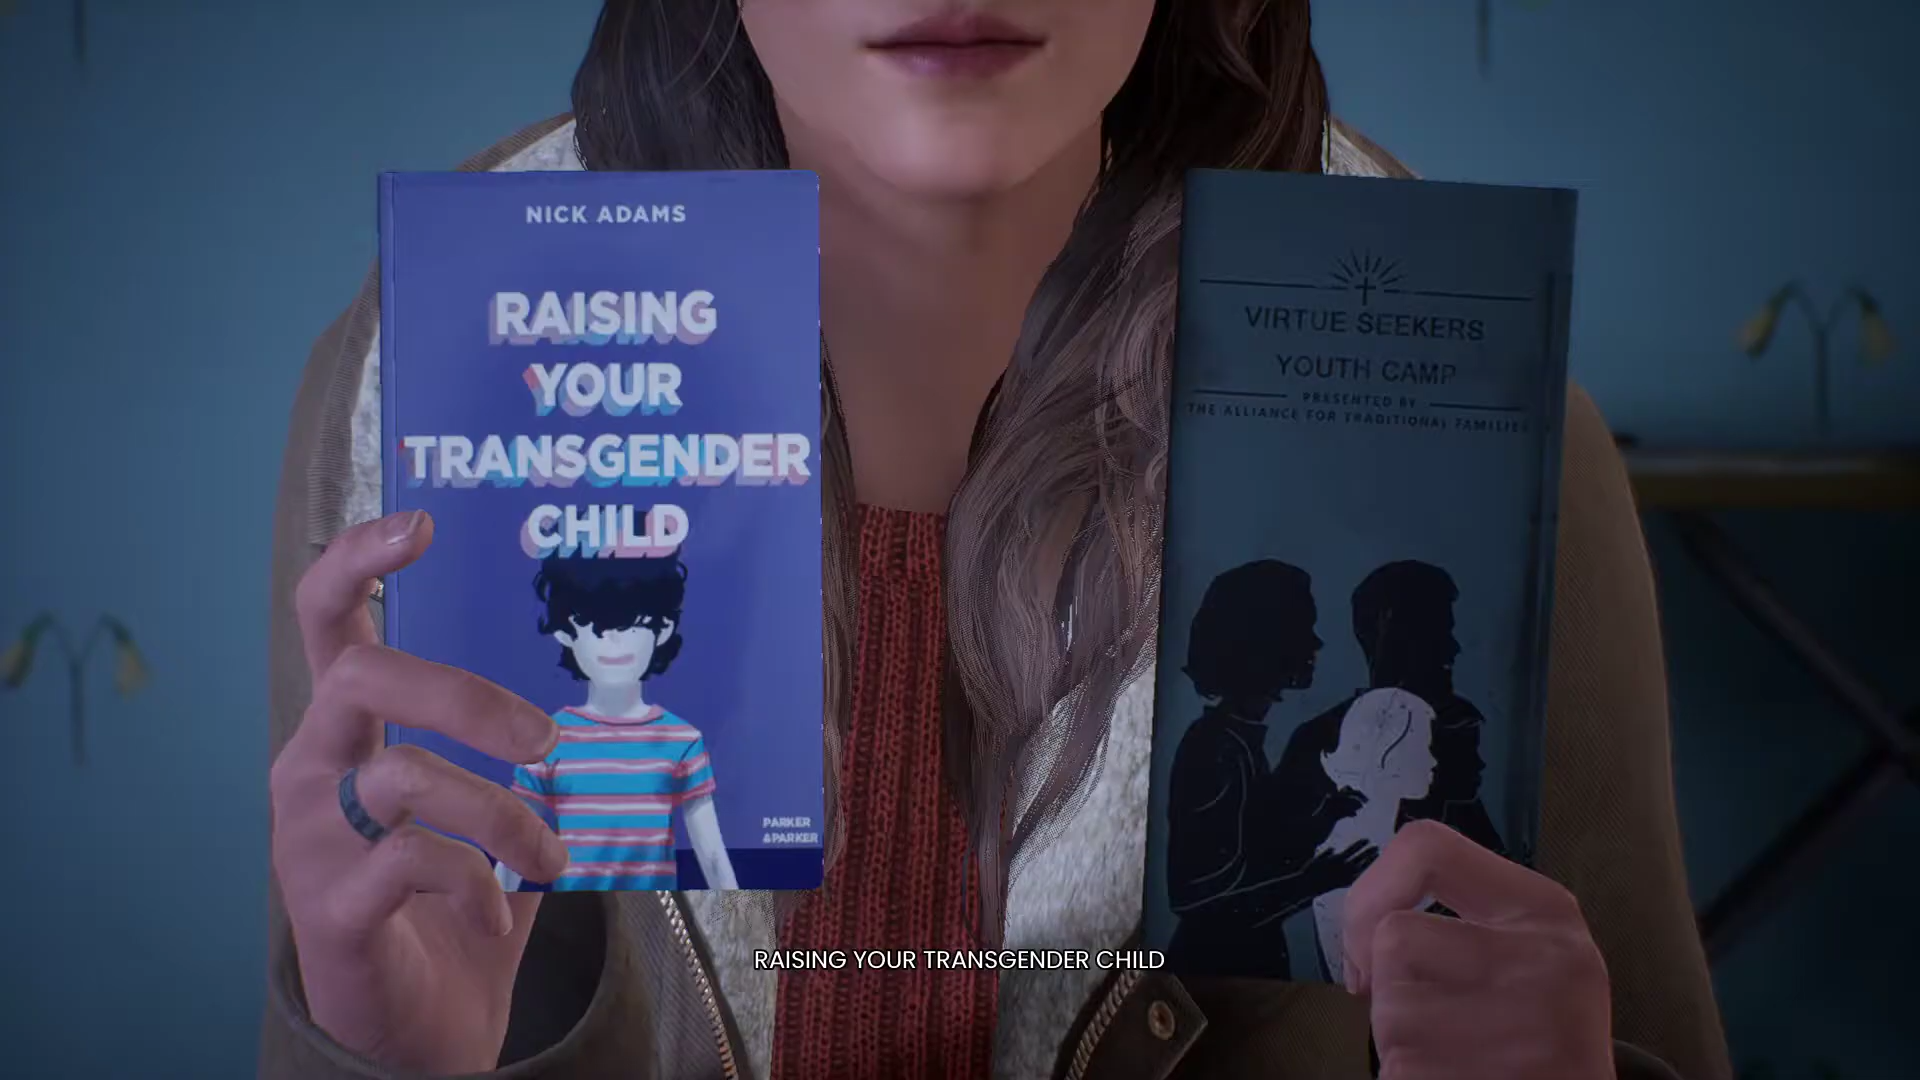 NICK ADAMS
RAISING
YOUR
TRANSGENDER
CHILD
PARKER
&PARKER
VIRTUE SEEKERS
YOUTH CAMP
PRESENTED BY
THE ALLIANCE FOR TRADITIONAL FAMILIES
RAISING YOUR TRANSGENDER CHILD